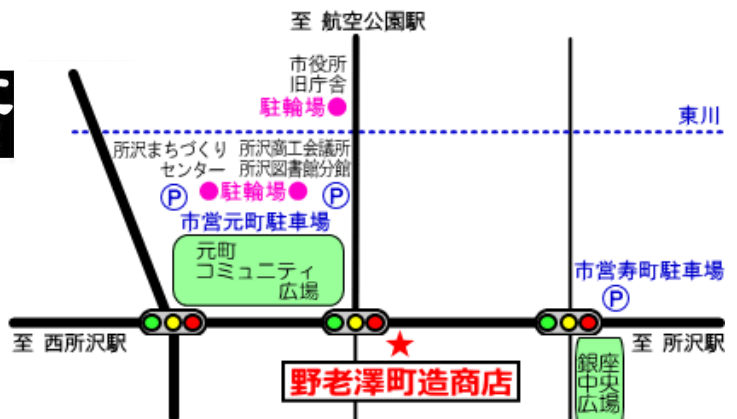 至 航空公園駅
市役所
旧庁舎
駐輪場●
東川
所沢まちづくり
センター
所沢商工会議所
所沢図書館分館
Ⓟ ●駐輪場● Ⓟ
市営元町駐車場
元町
コミュニティ
広場
市営寿町駐車場
Ⓟ
至 西所沢駅
至 所沢駅
★
野老澤町造商店
銀座
中央
広場